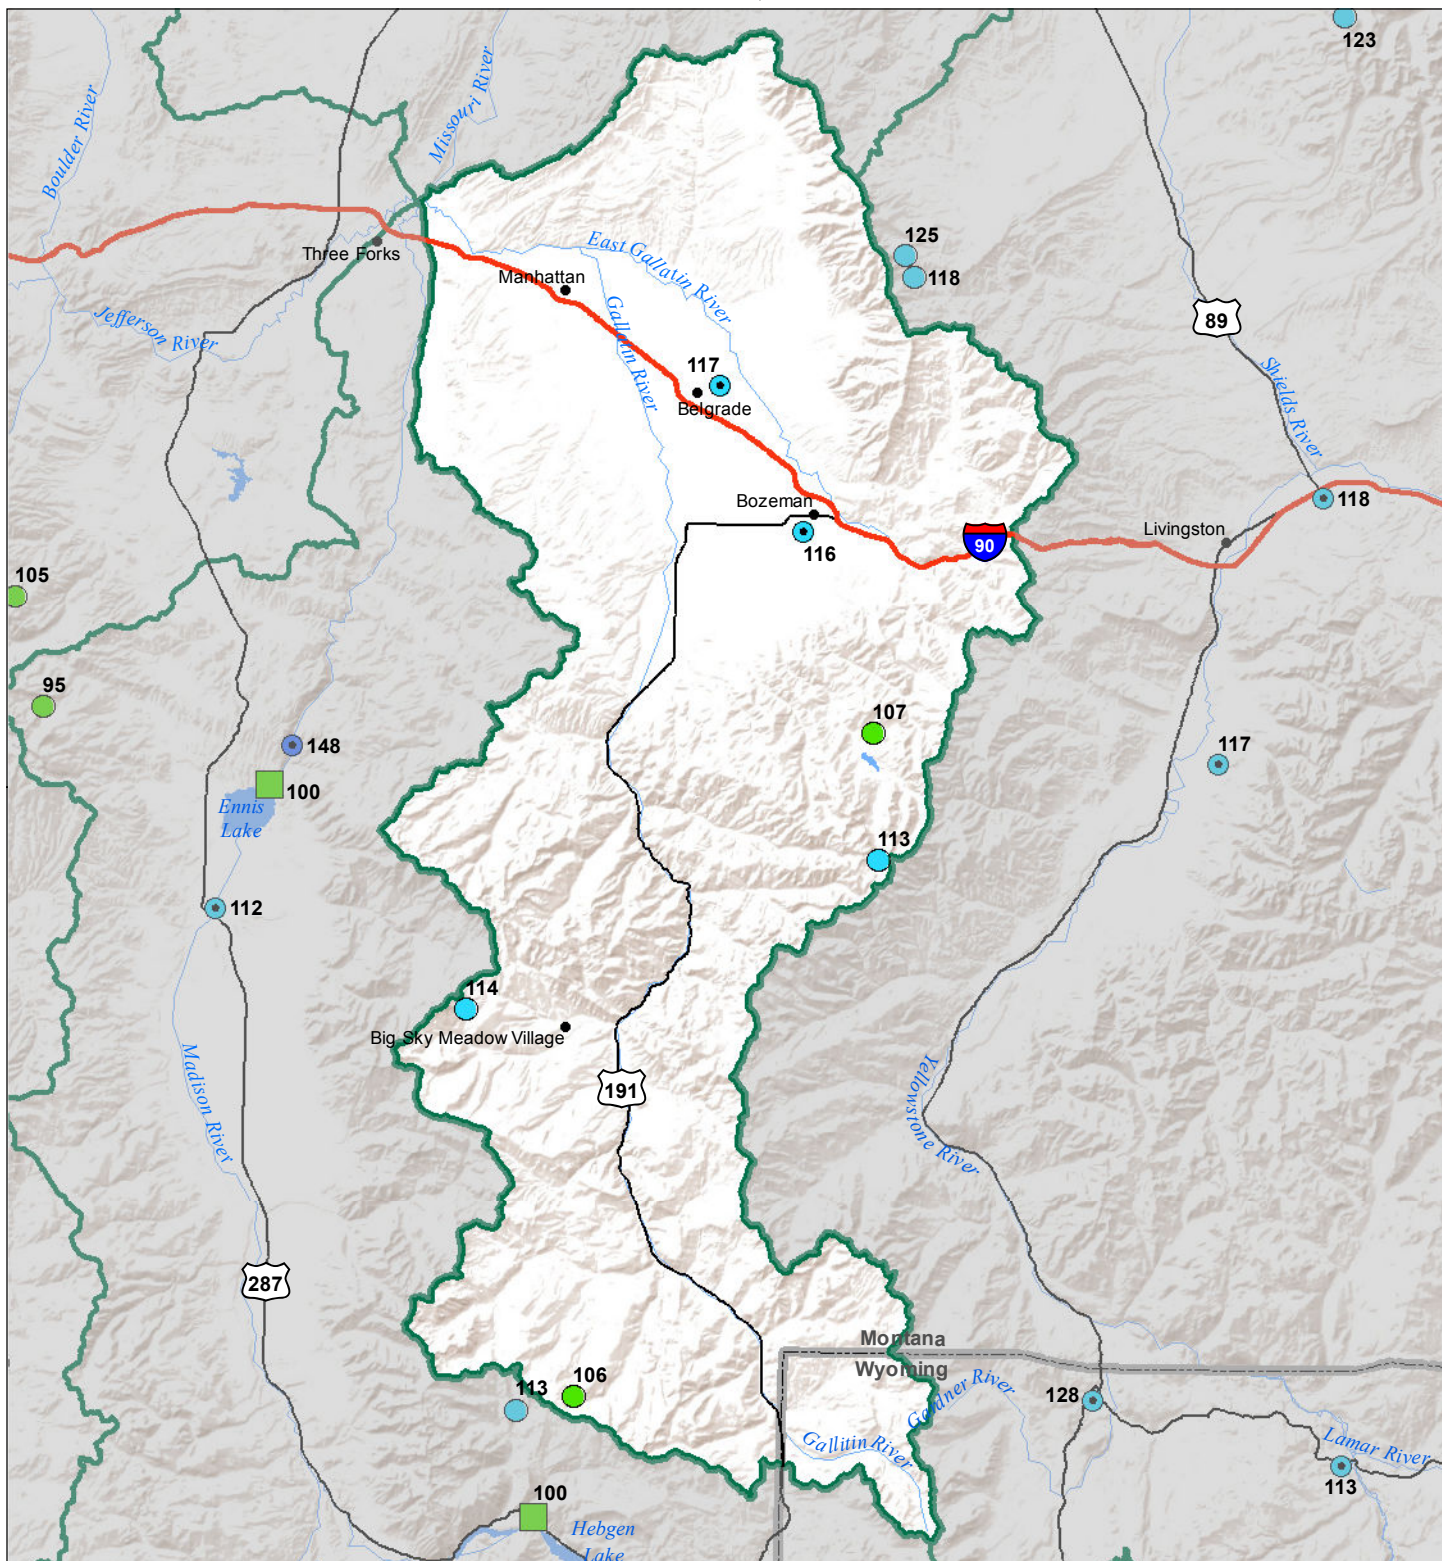 123
Boulder River
Missouri River
125
118
East Gallatin River
Three Forks
Manhattan
Jefferson River
Gallatin River
89
117
Belgrade
Shields River
Bozeman
116
90
Livingston
118
105
95
107
148
117
100
Ennis
Lake
113
112
114
Big Sky Meadow Village
Madison River
191
Yellowstone River
287
Montana
Wyoming
113
106
128
Gardner River
Gallitin River
Lamar River
113
100
Hebgen
Lake